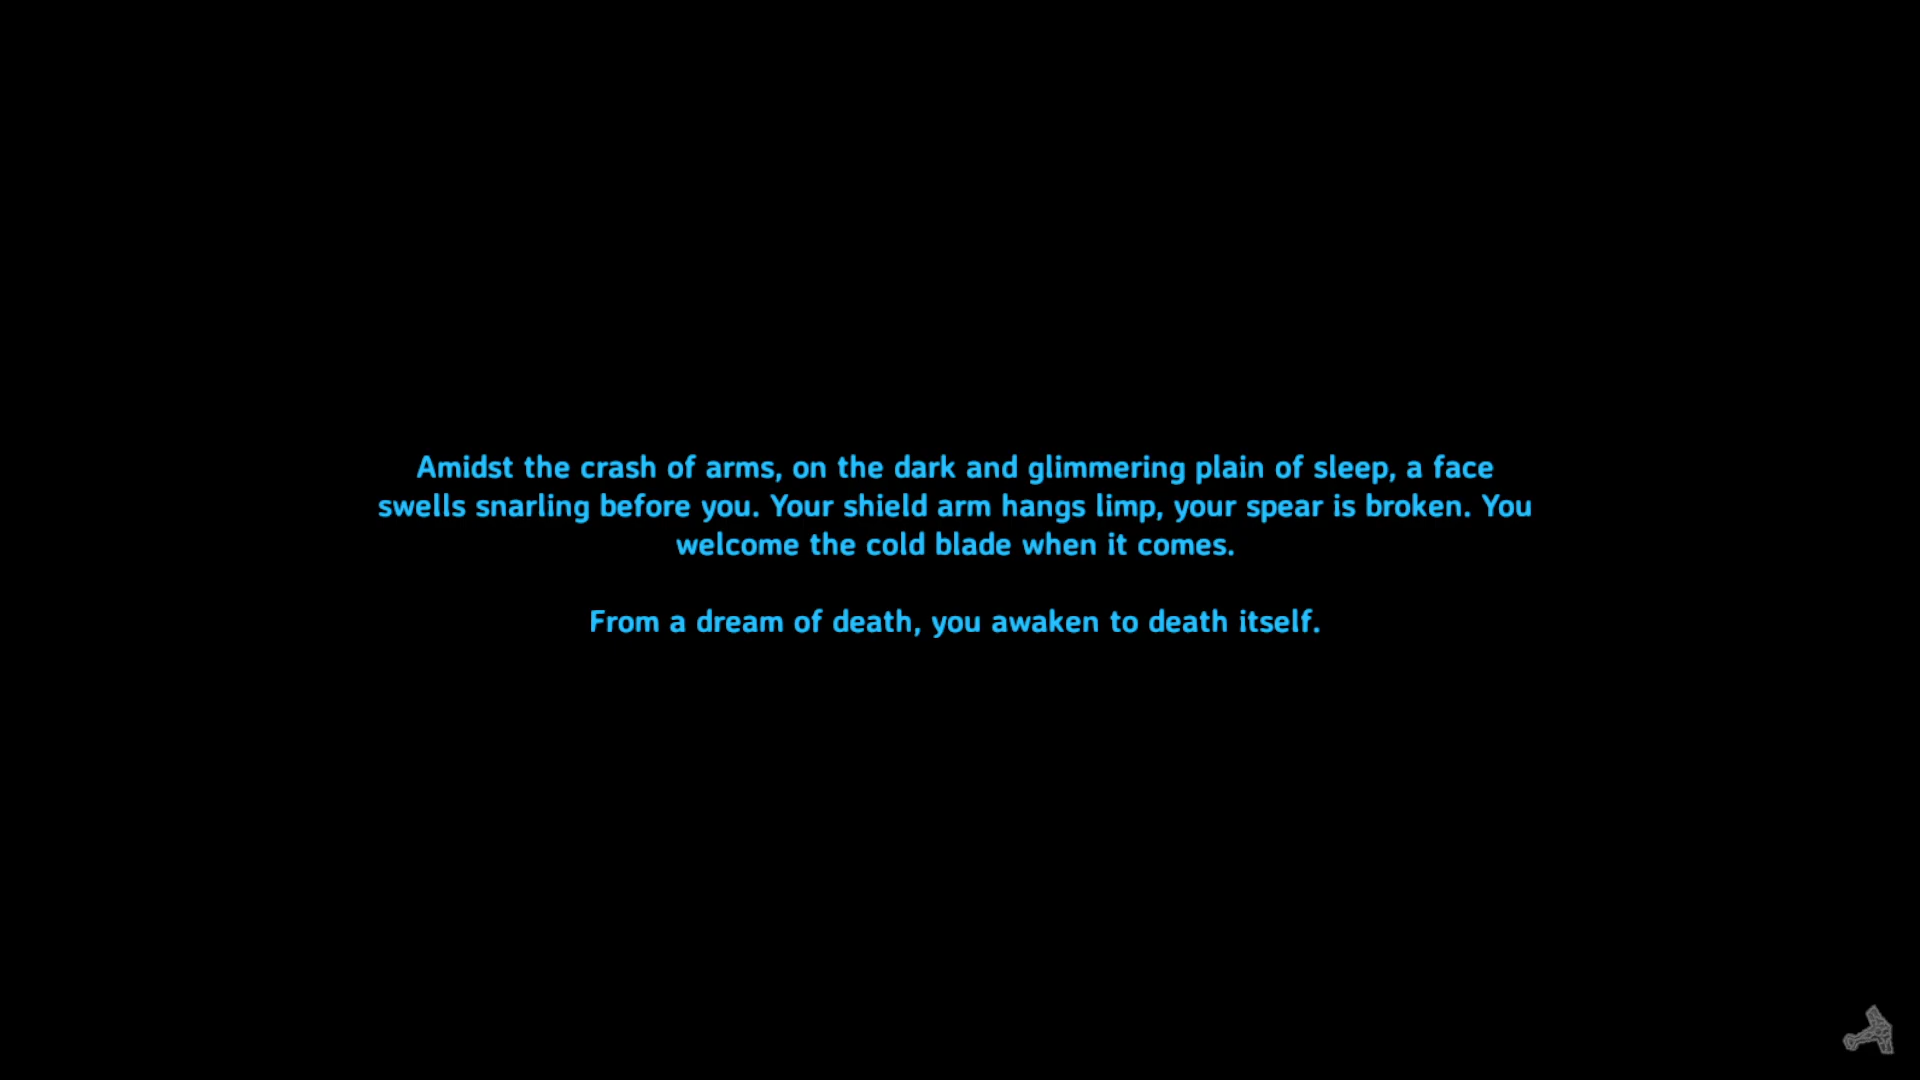 Amidst the crash of arms, on the dark and glimmering plain of sleep, a face
swells snarling before you. Your shield arm hangs limp, your spear is broken. You
welcome the cold blade when it comes.
From a dream of death, you awaken to death itself.